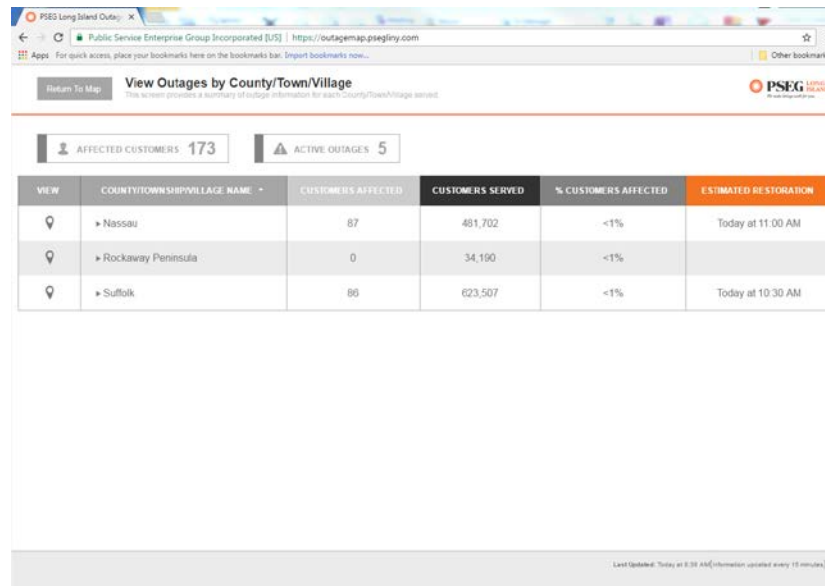 PSEG Long Island Outag
Public Service Enterprise Group Incorporated [US] | https://outagemap.psegliny.com
Apps For quick access, place your bookmarks here on the bookmarks bar. Import bookmarks now...
Other bookmark
Return To Map
View Outages by County/Town/Village
This screen provides a summary of outage information for each County/Town/Village served.
PSEG LONG ISLAND
AFFECTED CUSTOMERS 173
ACTIVE OUTAGES 5
VIEW COUNTY/TOWNSHIP/VILLAGE NAME CUSTOMERS AFFECTED CUSTOMERS SERVED % CUSTOMERS AFFECTED ESTIMATED RESTORATION
Nassau 87 481,702 <1% Today at 11:00 AM
Rockaway Peninsula 0 34,190 <1%
Suffolk 86 623,507 <1% Today at 10:30 AM
Last Updated: Today at 8:38 AM[Information updated every 15 minutes]